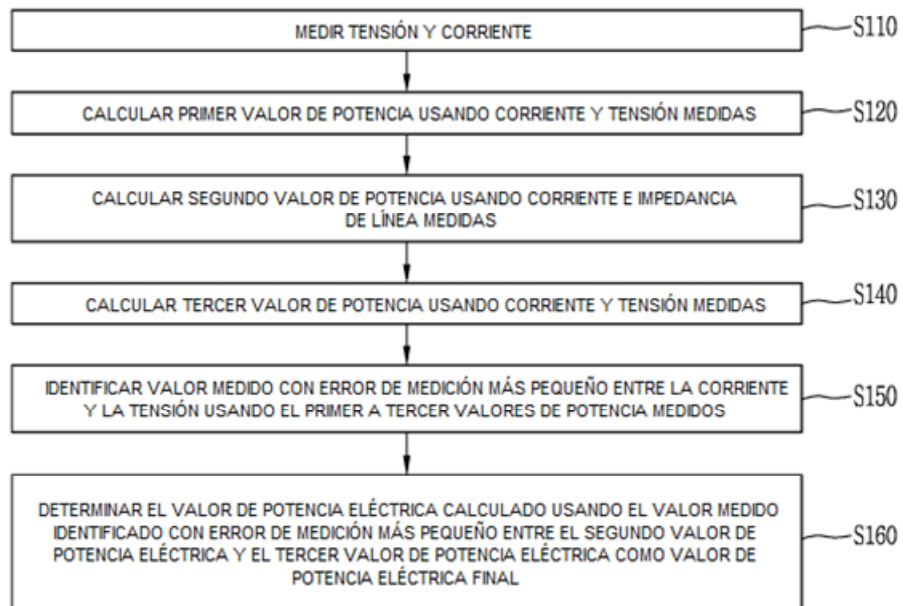 MEDIR TENSIÓN Y CORRIENTE
S110
CALCULAR PRIMER VALOR DE POTENCIA USANDO CORRIENTE Y TENSIÓN MEDIDAS
S120
CALCULAR SEGUNDO VALOR DE POTENCIA USANDO CORRIENTE E IMPEDANCIA
DE LÍNEA MEDIDAS
S130
CALCULAR TERCER VALOR DE POTENCIA USANDO CORRIENTE Y TENSIÓN MEDIDAS
S140
IDENTIFICAR VALOR MEDIDO CON ERROR DE MEDICIÓN MÁS PEQUEÑO ENTRE LA CORRIENTE
Y LA TENSIÓN USANDO EL PRIMER A TERCER VALORES DE POTENCIA MEDIDOS
S150
DETERMINAR EL VALOR DE POTENCIA ELÉCTRICA CALCULADO USANDO EL VALOR MEDIDO
IDENTIFICADO CON ERROR DE MEDICIÓN MÁS PEQUEÑO ENTRE EL SEGUNDO VALOR DE
POTENCIA ELÉCTRICA Y EL TERCER VALOR DE POTENCIA ELÉCTRICA COMO VALOR DE
POTENCIA ELÉCTRICA FINAL
S160